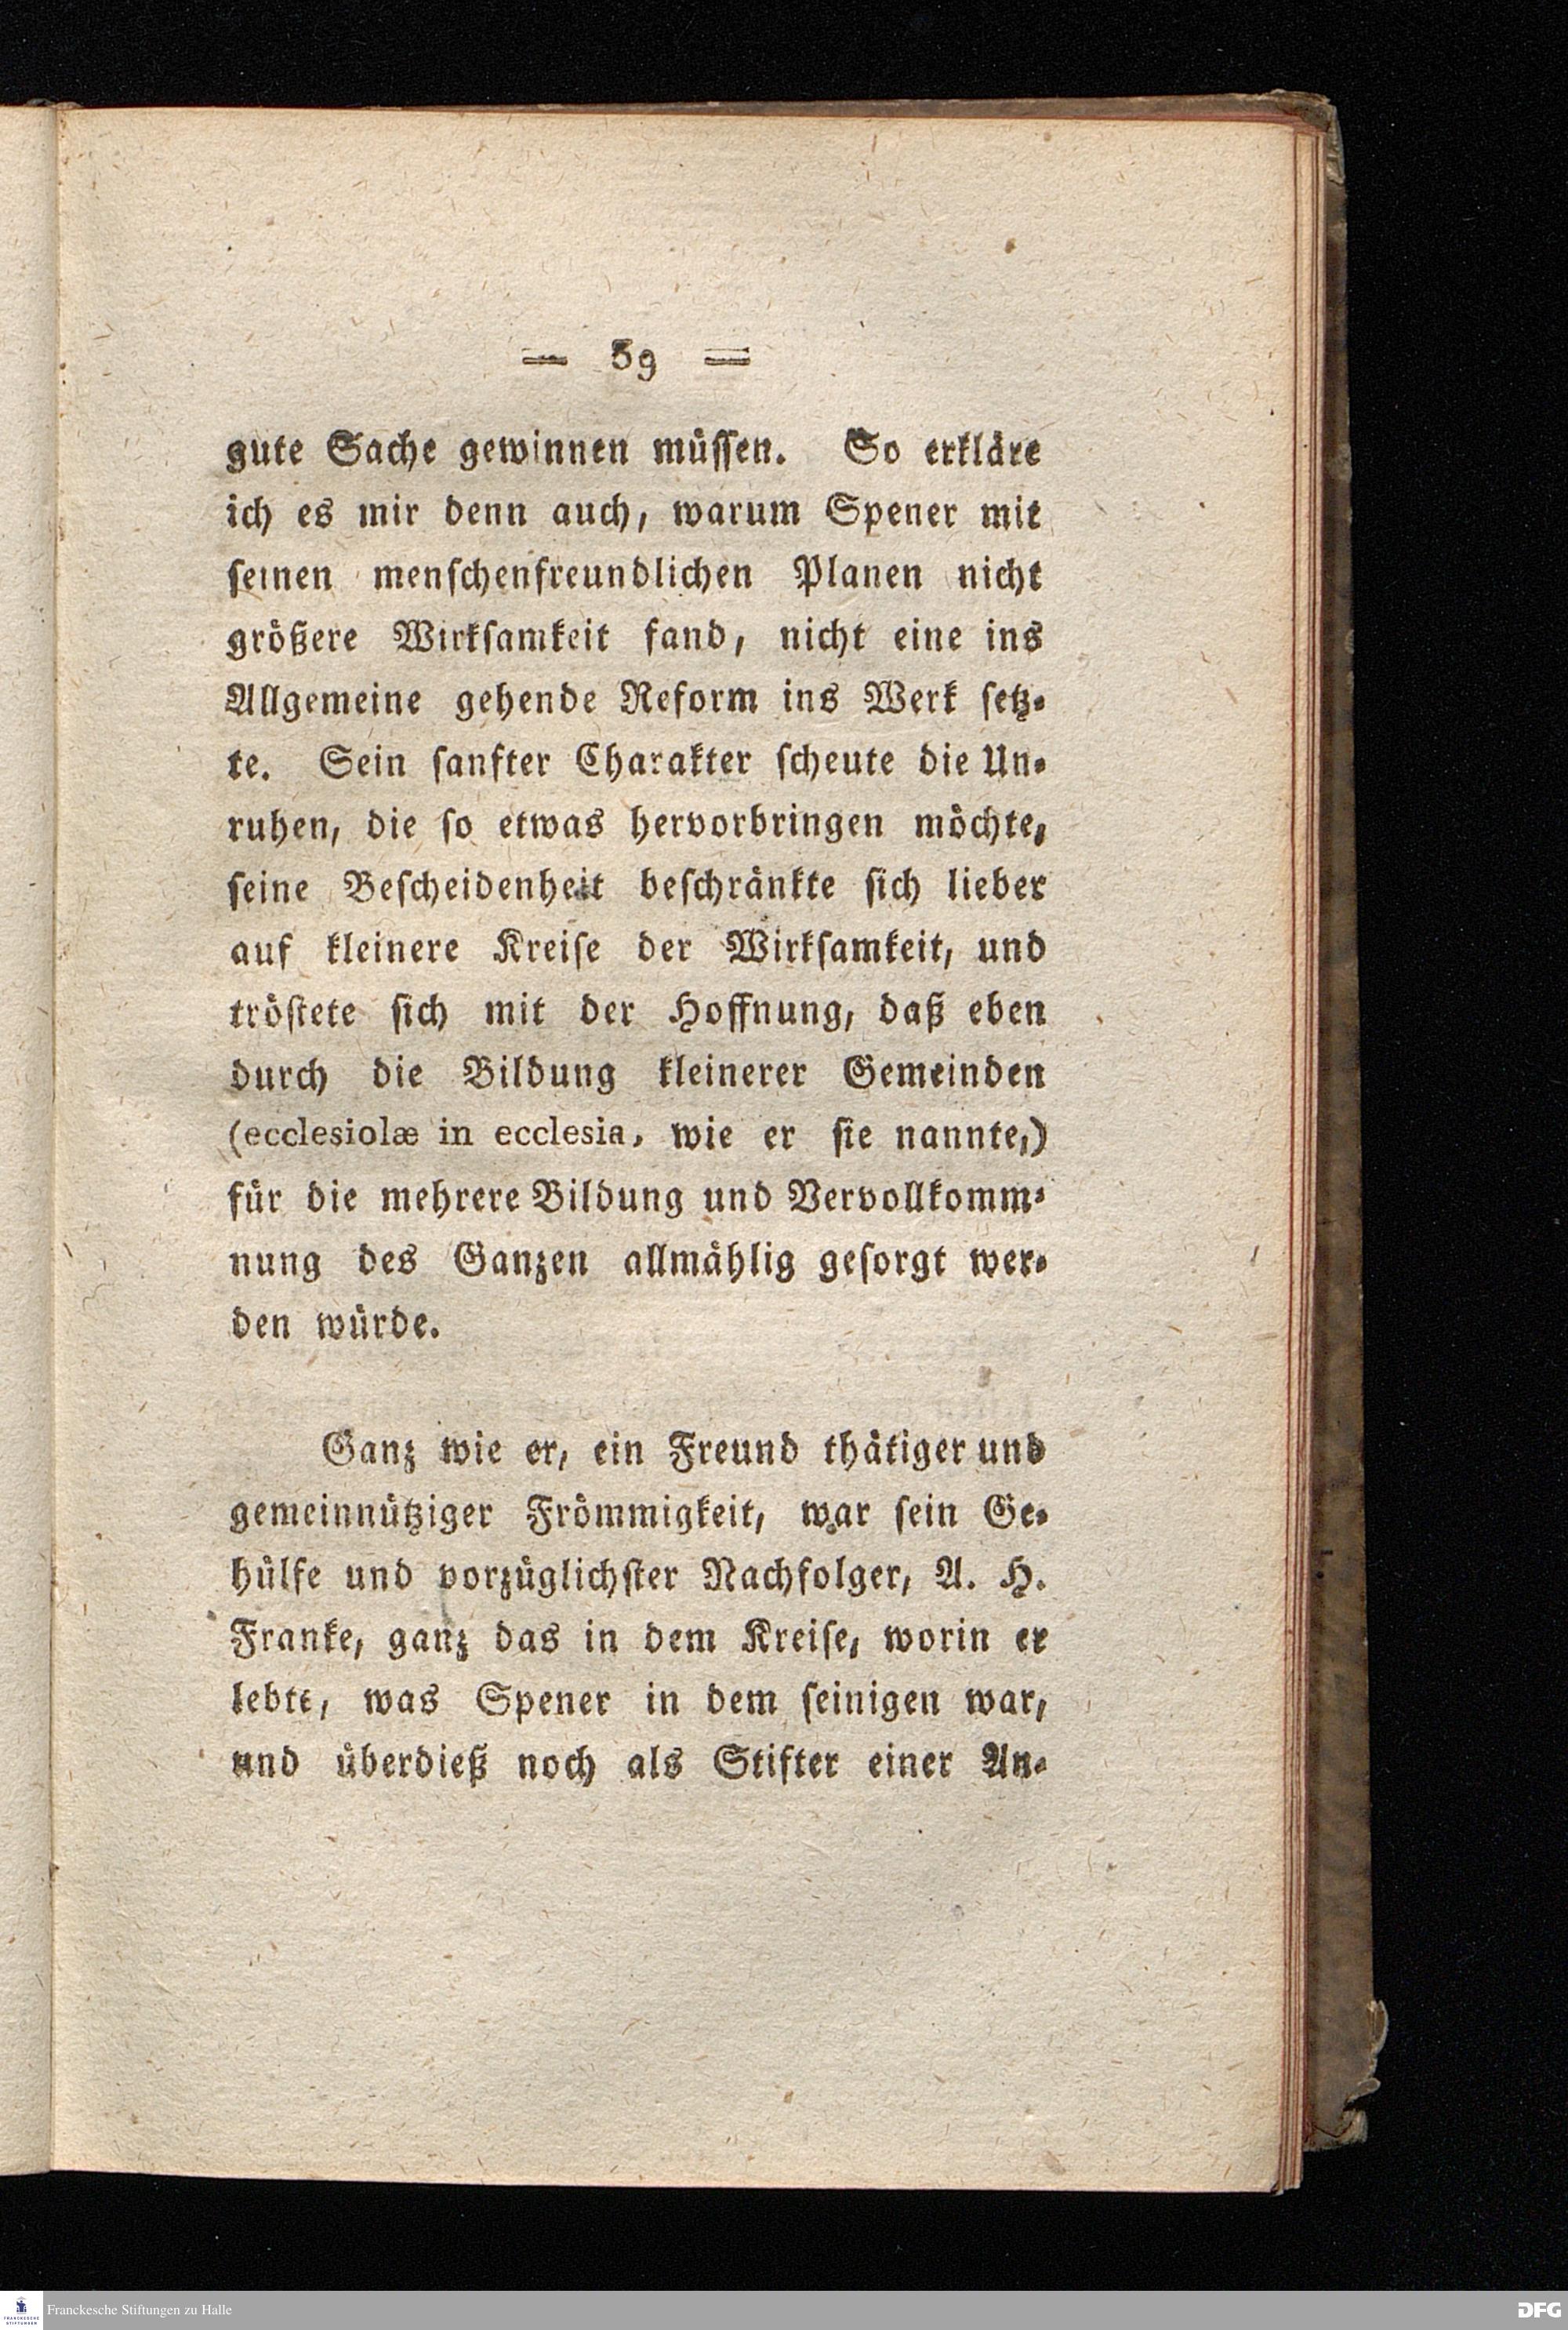 — 39 —
gute Sache gewinnen müssen. So erkläre
ich es mir denn auch, warum Spener mit
seinen menschenfreundlichen Planen nicht
größere Wirksamkeit fand, nicht eine ins
Allgemeine gehende Reform ins Werk setz-
te. Sein sanfter Charakter scheute die Un-
ruhen, die so etwas hervorbringen möchte,
seine Bescheidenheit beschränkte sich lieber
auf kleinere Kreise der Wirksamkeit, und
tröstete sich mit der Hoffnung, daß eben
durch die Bildung kleinerer Gemeinden
(ecclesiolæ in ecclesia, wie er sie nannte,)
für die mehrere Bildung und Vervollkomm-
nung des Ganzen allmählig gesorgt wer-
den würde.
Ganz wie er, ein Freund thätiger und
gemeinnütziger Frömmigkeit, war sein Ge-
hülfe und vorzüglichster Nachfolger, A. H.
Franke, ganz das in dem Kreise, worin er
lebte, was Spener in dem seinigen war,
und überdieß noch als Stifter einer An-
FRANCKESCHE
STIFTUNGEN
Franckesche Stiftungen zu Halle
DFG